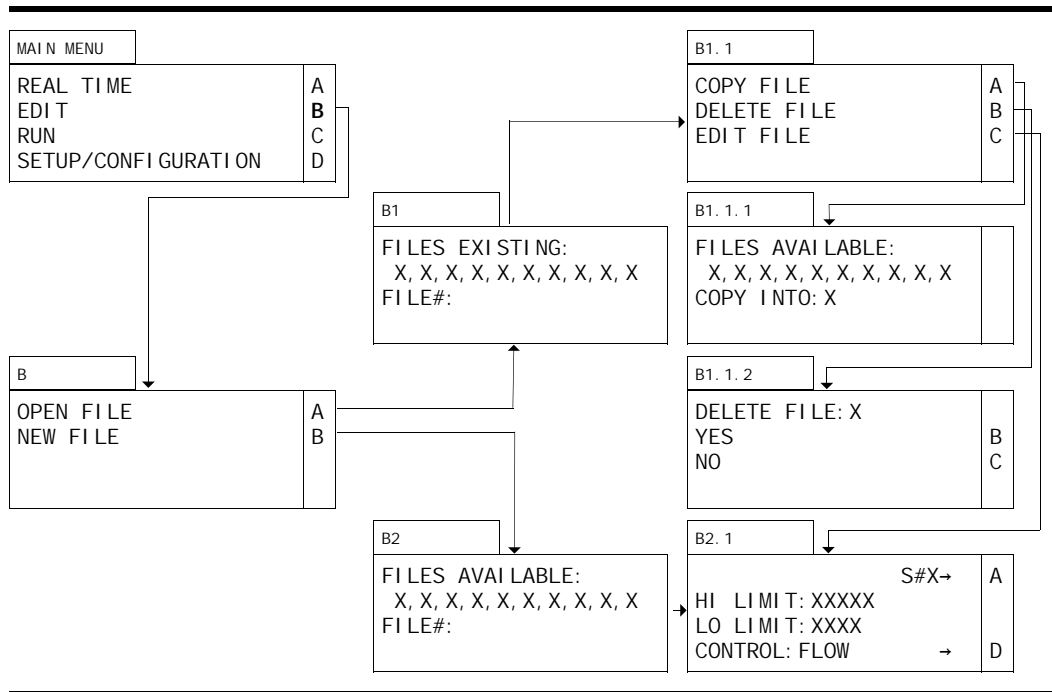 MAIN MENU
REAL TIME A
EDIT B
RUN C
SETUP/CONFIGURATION D
B1.1
COPY FILE A
DELETE FILE B
EDIT FILE C
B1
FILES EXISTING:
X,X,X,X,X,X,X,X,X,X
FILE#:
B1.1.1
FILES AVAILABLE:
X,X,X,X,X,X,X,X,X,X
COPY INTO:X
B
OPEN FILE A
NEW FILE B
B1.1.2
DELETE FILE:X
YES B
NO C
B2
FILES AVAILABLE:
X,X,X,X,X,X,X,X,X,X
FILE#:
B2.1
S#X→ A
HI LIMIT:XXXXX
LO LIMIT:XXXX
CONTROL:FLOW → D